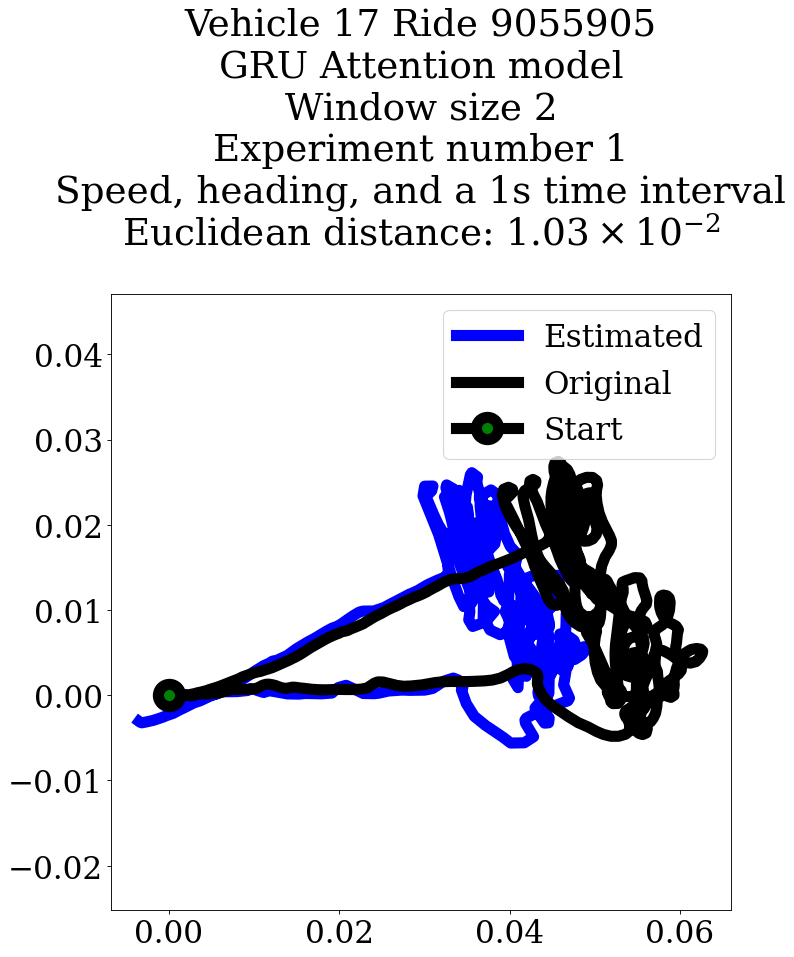 Vehicle 17 Ride 9055905
GRU Attention model
Window size 2
Experiment number 1
Speed, heading, and a 1s time interval
Euclidean distance: 1.03 × 10⁻²
Estimated
Original
Start
0.04
0.03
0.02
0.01
0.00
−0.01
−0.02
0.00 0.02 0.04 0.06